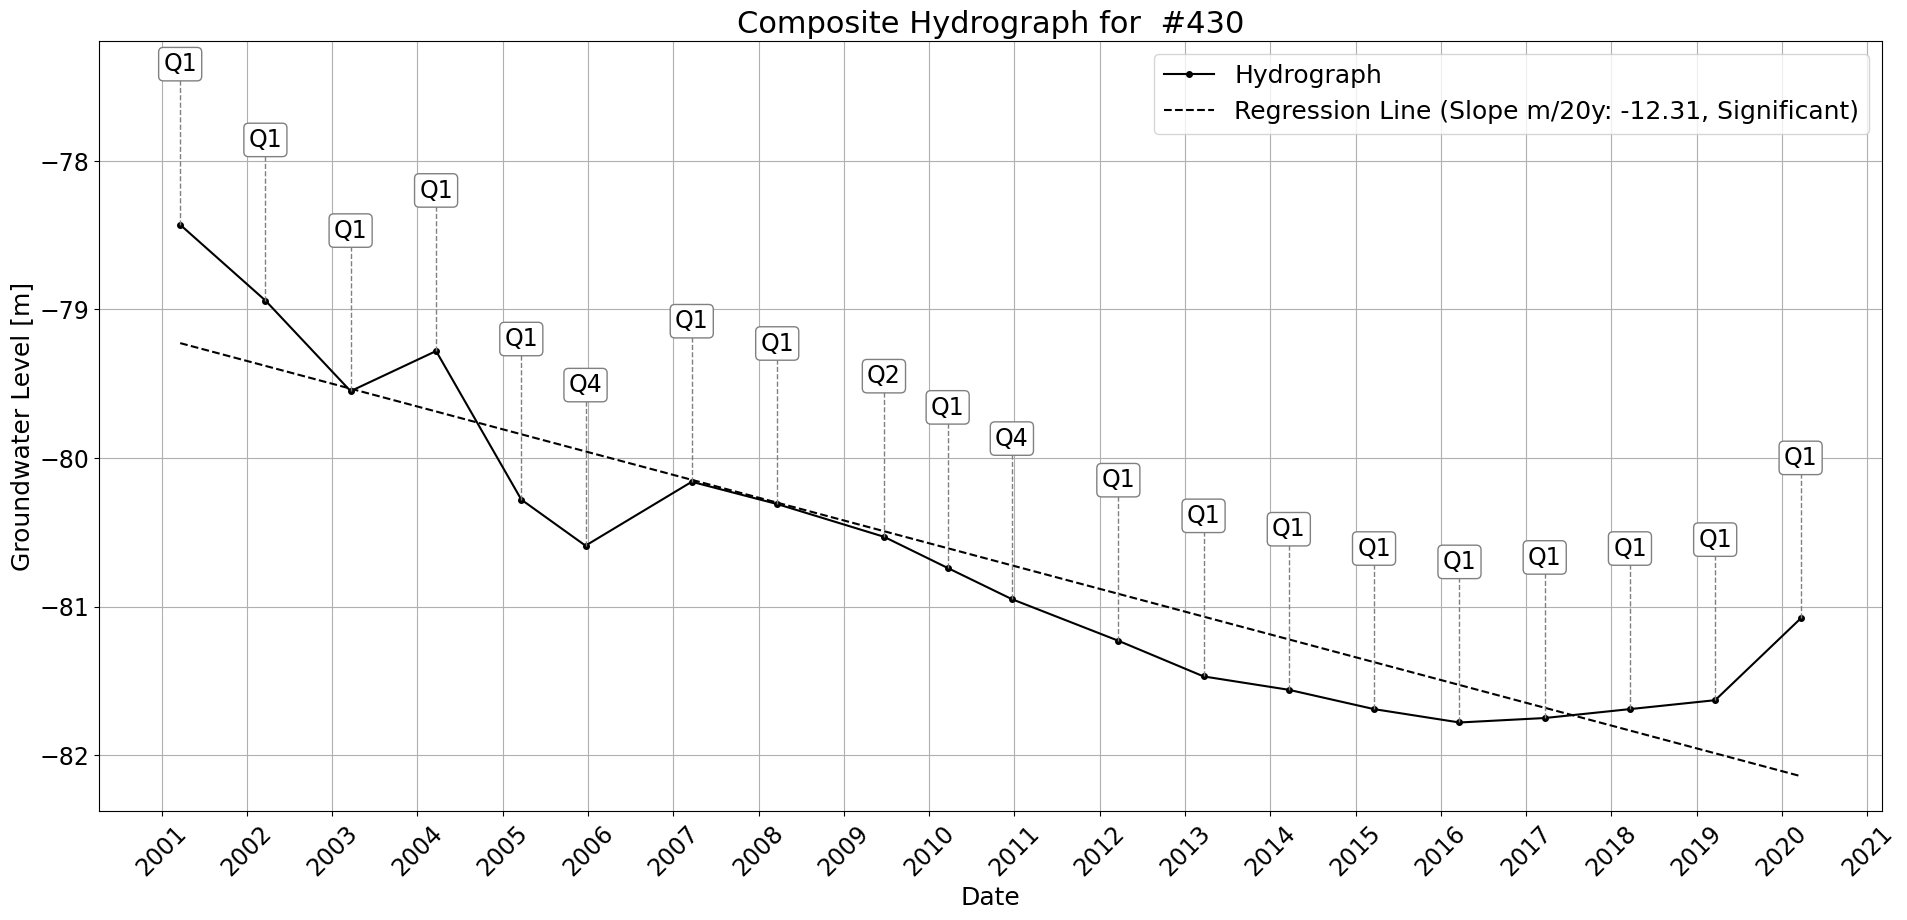 Composite Hydrograph for  #430
Hydrograph
Regression Line (Slope m/20y: -12.31, Significant)
Q1
Q1
Q1
Q1
Q1
Q4
Q1
Q1
Q2
Q1
Q4
Q1
Q1
Q1
Q1
Q1
Q1
Q1
Q1
Q1
Groundwater Level [m]
−78
−79
−80
−81
−82
2001
2002
2003
2004
2005
2006
2007
2008
2009
2010
2011
2012
2013
2014
2015
2016
2017
2018
2019
2020
2021
Date